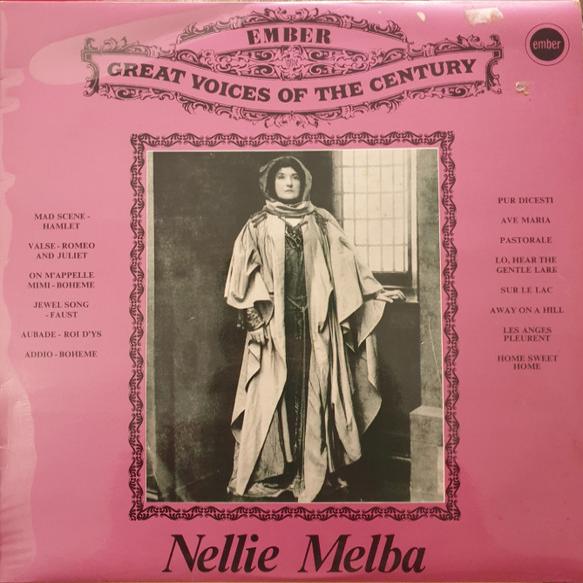 EMBER
GREAT VOICES OF THE CENTURY
ember
MAD SCENE -
HAMLET
VALSE - ROMEO
AND JULIET
ON M'APPELLE
MIMI - BOHEME
JEWEL SONG
- FAUST
AUBADE - ROI D'YS
ADDIO - BOHEME
PUR DICESTI
AVE MARIA
PASTORALE
LO, HEAR THE
GENTLE LARK
SUR LE LAC
AWAY ON A HILL
LES ANGES
PLEURENT
HOME SWEET
HOME
Nellie Melba